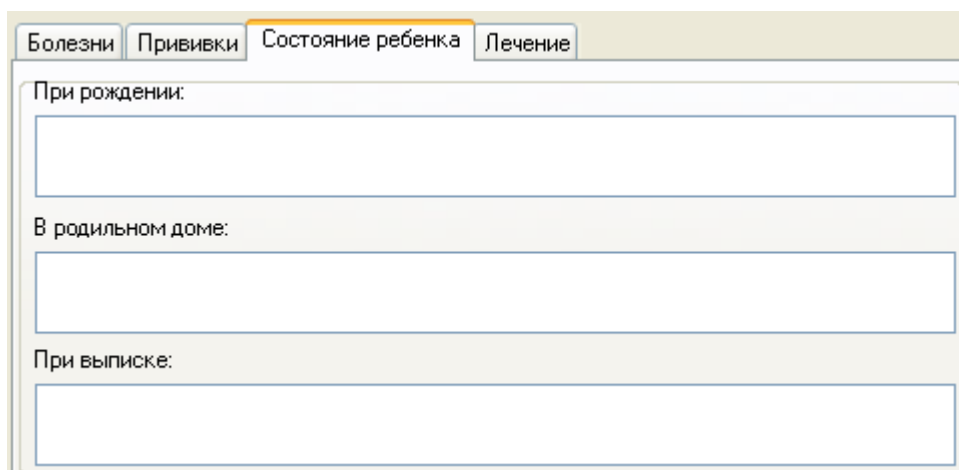 Болезни Прививки Состояние ребенка Лечение
При рождении:
В родильном доме:
При выписке: